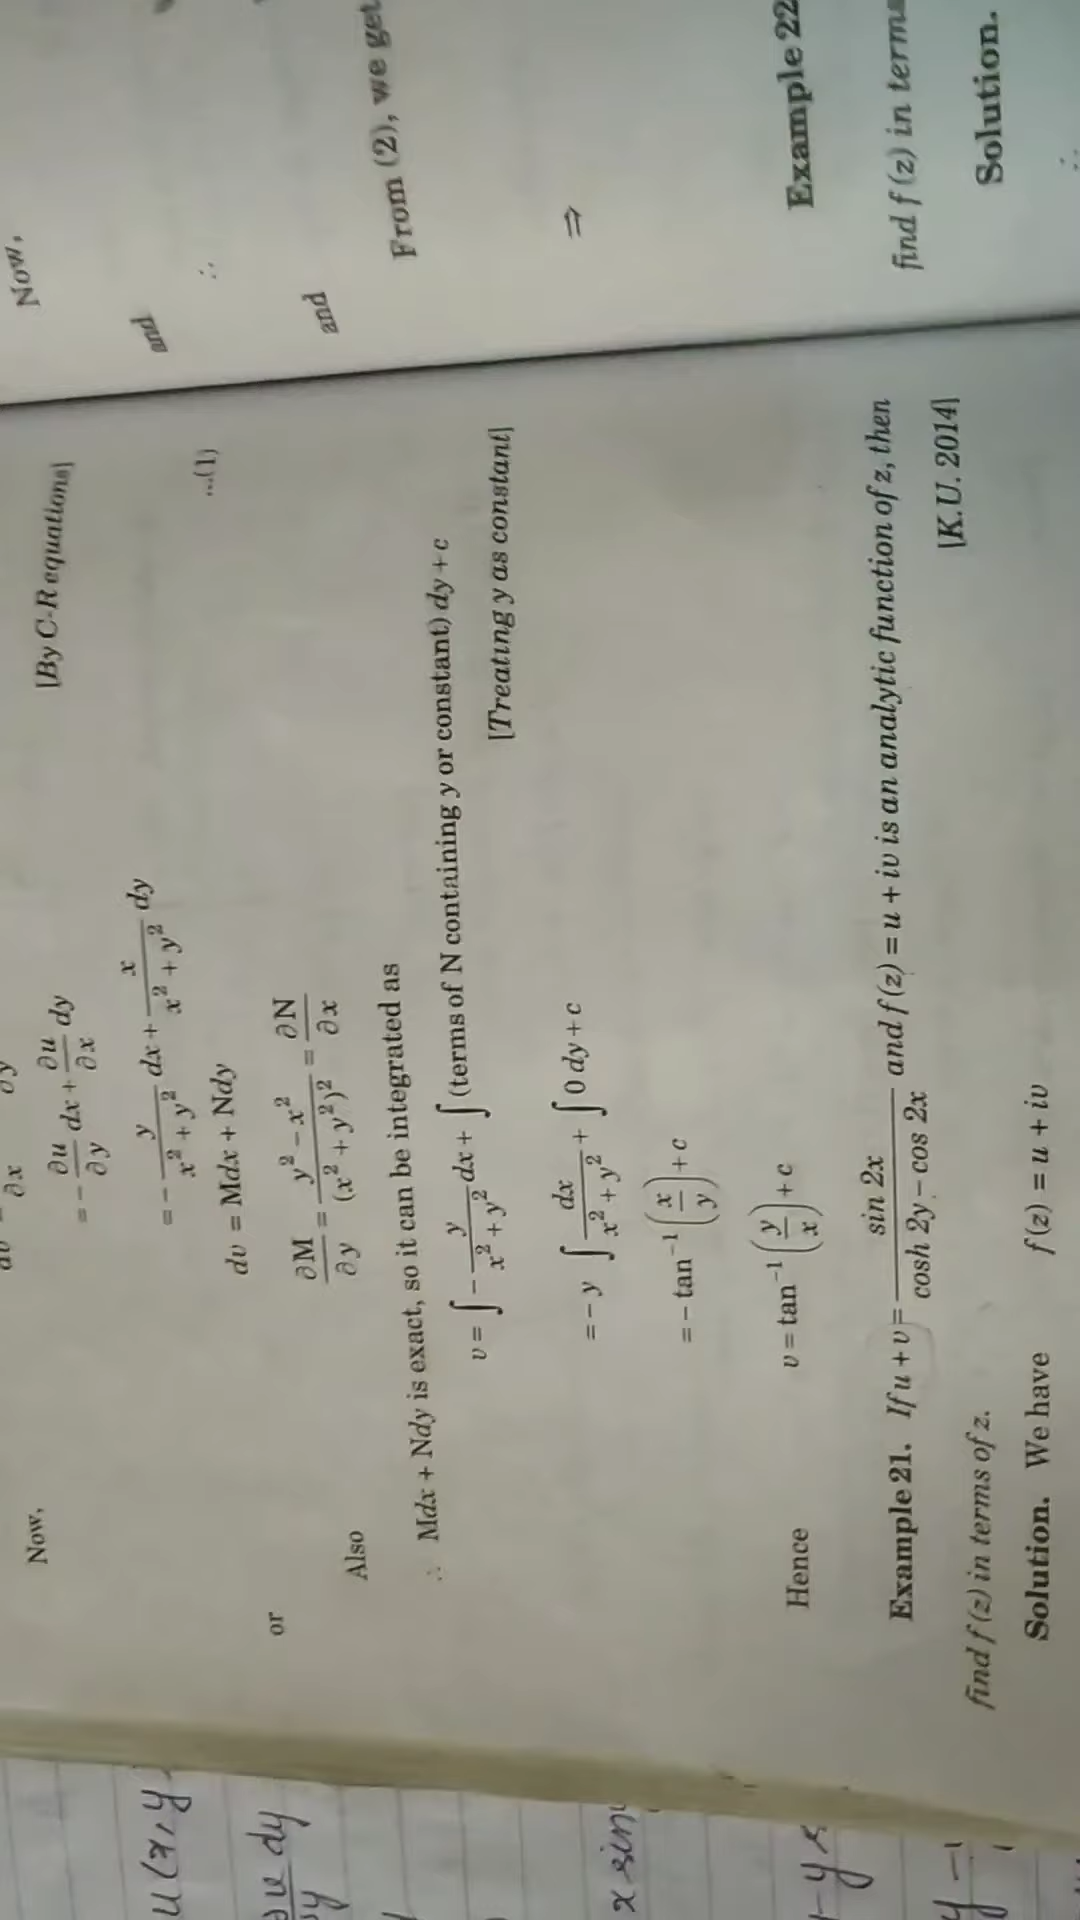 Now,
[By C-R equations]
= − ∂u/∂y dx + ∂u/∂x dy
= − y/(x² + y²) dx + x/(x² + y²) dy
or dv = Mdx + Ndy ...(1)
Also ∂M/∂y = (y² − x²)/(x² + y²)² = ∂N/∂x
∴ Mdx + Ndy is exact, so it can be integrated as
v = ∫ − y/(x² + y²) dx + ∫ (terms of N containing y or constant) dy + c
[Treating y as constant]
= − y ∫ dx/(x² + y²) + ∫ 0 dy + c
= − tan⁻¹ (x/y) + c
Hence v = tan⁻¹ (y/x) + c
Example 21. If u + v = sin 2x/(cosh 2y − cos 2x) and f (z) = u + iv is an analytic function of z, then
find f (z) in terms of z. [K.U. 2014]
Solution. We have f(z) = u + iv
Now,
and
∴
and
From (2), we get
⇒
Example 22
find f (z) in terms
Solution.
∴
u(x,y
dy
x sin
- y
y -